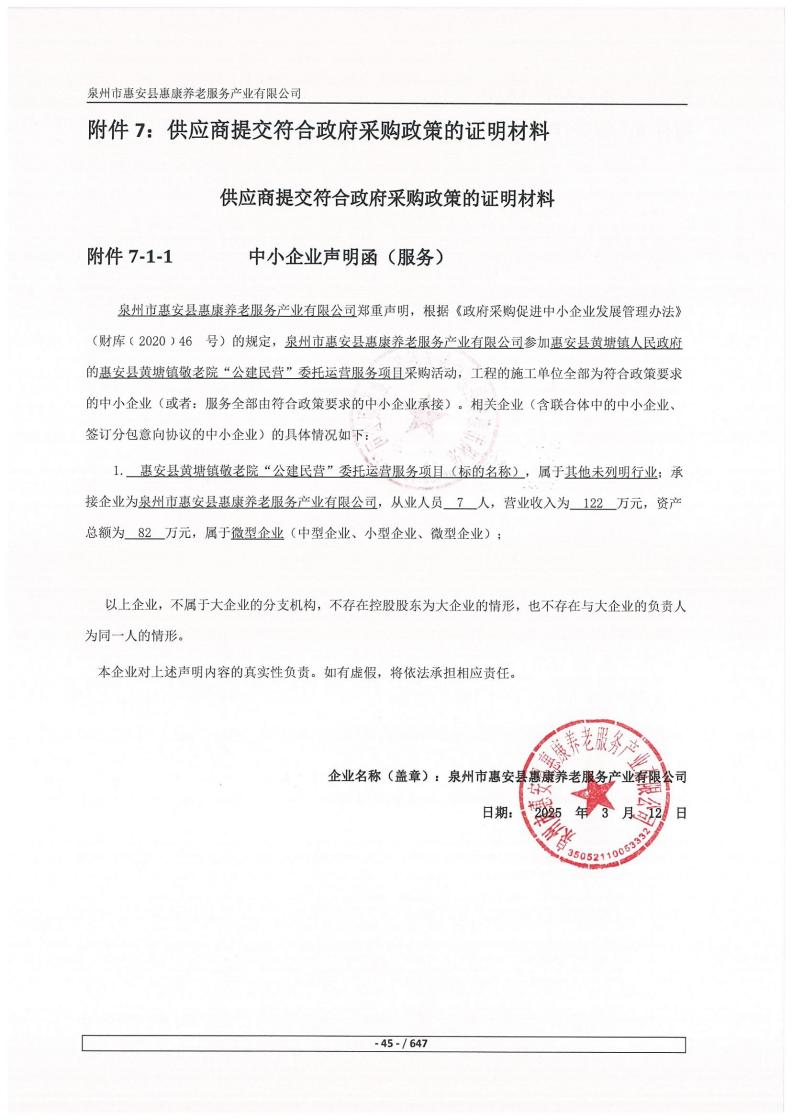 泉州市惠安县惠康养老服务产业有限公司
附件 7：供应商提交符合政府采购政策的证明材料
供应商提交符合政府采购政策的证明材料
附件 7-1-1 中小企业声明函（服务）
泉州市惠安县惠康养老服务产业有限公司郑重声明，根据《政府采购促进中小企业发展管理办法》
（财库﹝2020﹞46 号）的规定，泉州市惠安县惠康养老服务产业有限公司参加惠安县黄塘镇人民政府
的惠安县黄塘镇敬老院“公建民营”委托运营服务项目采购活动，工程的施工单位全部为符合政策要求
的中小企业（或者：服务全部由符合政策要求的中小企业承接）。相关企业（含联合体中的中小企业、
签订分包意向协议的中小企业）的具体情况如下：
1. 惠安县黄塘镇敬老院“公建民营”委托运营服务项目（标的名称），属于其他未列明行业；承
接企业为泉州市惠安县惠康养老服务产业有限公司，从业人员 7 人，营业收入为 122 万元，资产
总额为 82 万元，属于微型企业（中型企业、小型企业、微型企业）；
以上企业，不属于大企业的分支机构，不存在控股股东为大企业的情形，也不存在与大企业的负责人
为同一人的情形。
本企业对上述声明内容的真实性负责。如有虚假，将依法承担相应责任。
企业名称（盖章）：泉州市惠安县惠康养老服务产业有限公司
日期： 2025 年 3 月 12 日
泉州市惠安县惠康养老服务产业有限公司
35052110053332
- 45 - / 647